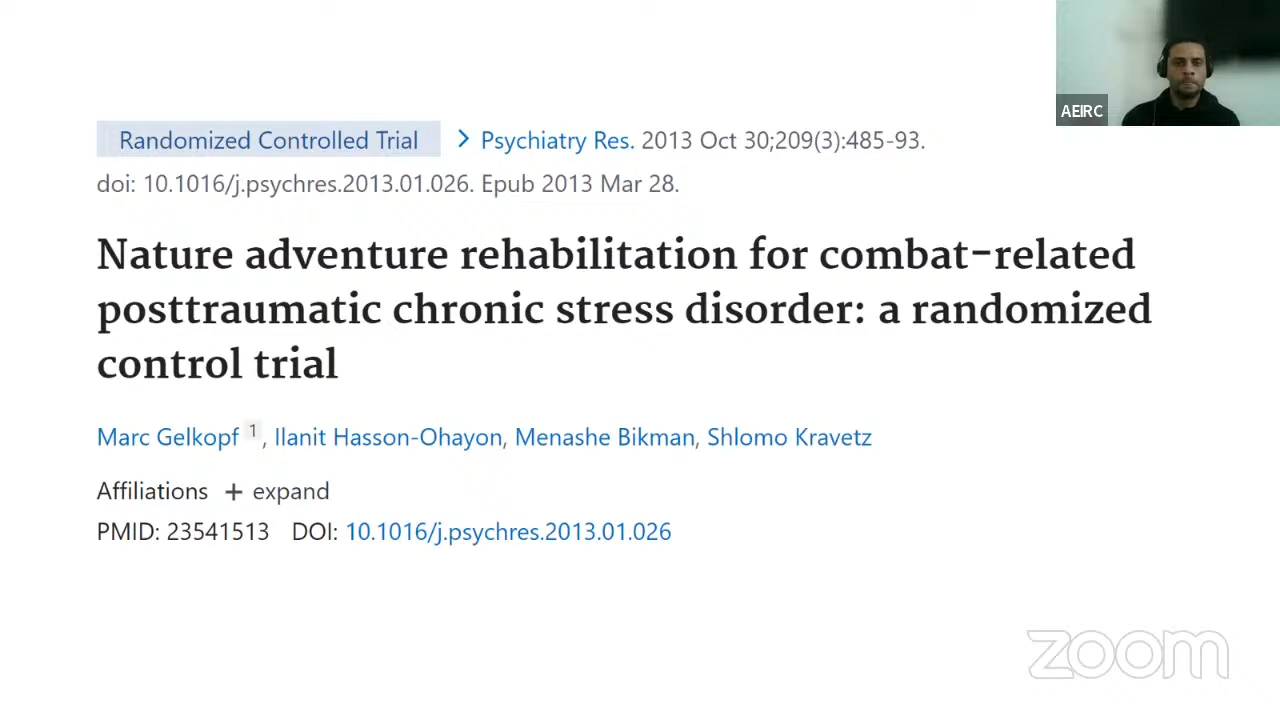 AEIRC
Randomized Controlled Trial > Psychiatry Res. 2013 Oct 30;209(3):485-93.
doi: 10.1016/j.psychres.2013.01.026. Epub 2013 Mar 28.
Nature adventure rehabilitation for combat-related
posttraumatic chronic stress disorder: a randomized
control trial
Marc Gelkopf 1, Ilanit Hasson-Ohayon, Menashe Bikman, Shlomo Kravetz
Affiliations + expand
PMID: 23541513 DOI: 10.1016/j.psychres.2013.01.026
zoom